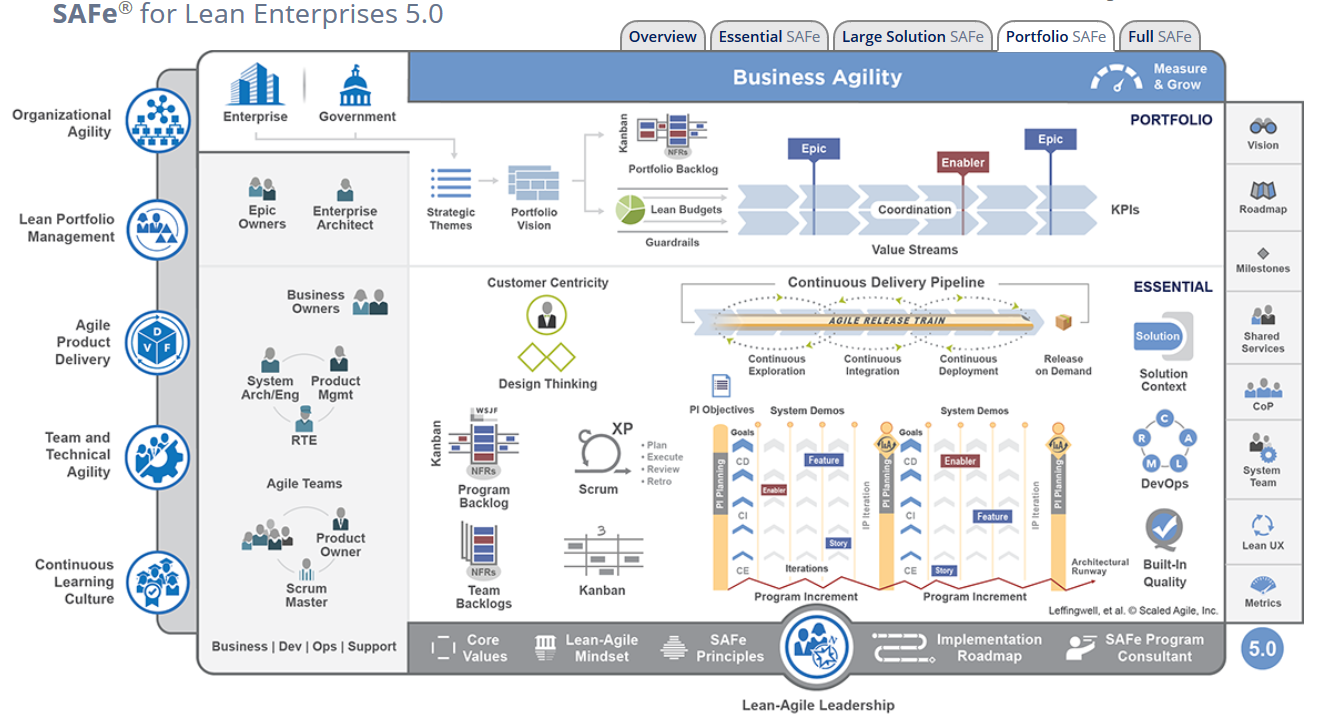 SAFe® for Lean Enterprises 5.0
Overview
Essential SAFe
Large Solution SAFe
Portfolio SAFe
Full SAFe
Business Agility
Measure
& Grow
Organizational
Agility
Lean Portfolio
Management
Agile
Product
Delivery
D
V F
Team and
Technical
Agility
Continuous
Learning
Culture
Enterprise
Government
Epic
Owners
Enterprise
Architect
Business
Owners
System
Arch/Eng
Product
Mgmt
RTE
Agile Teams
Product
Owner
Scrum
Master
Business | Dev | Ops | Support
PORTFOLIO
Strategic
Themes
Portfolio
Vision
Kanban
NFRs
Portfolio Backlog
Lean Budgets
Guardrails
Epic
Enabler
Epic
Coordination
Value Streams
KPIs
ESSENTIAL
Customer Centricity
Design Thinking
Continuous Delivery Pipeline
AGILE RELEASE TRAIN
Continuous
Exploration
Continuous
Integration
Continuous
Deployment
Release
on Demand
Solution
Solution
Context
Kanban
WSJF
NFRs
Program
Backlog
XP
Scrum
• Plan
• Execute
• Review
• Retro
NFRs
Team
Backlogs
3
Kanban
PI Objectives
System Demos
System Demos
Goals
Goals
PI Planning
CD
CI
CE
Enabler
Feature
Story
Iterations
IP Iteration
I&A
PI Planning
CD
CI
CE
Enabler
Feature
Story
IP Iteration
I&A
PI Planning
Program Increment
Program Increment
Architectural
Runway
C
R A
M L
DevOps
Built-In
Quality
Leffingwell, et al. © Scaled Agile, Inc.
Vision
Roadmap
Milestones
Shared
Services
CoP
System
Team
Lean UX
Metrics
Core
Values
Lean-Agile
Mindset
SAFe
Principles
N
Implementation
Roadmap
SAFe Program
Consultant
5.0
Lean-Agile Leadership